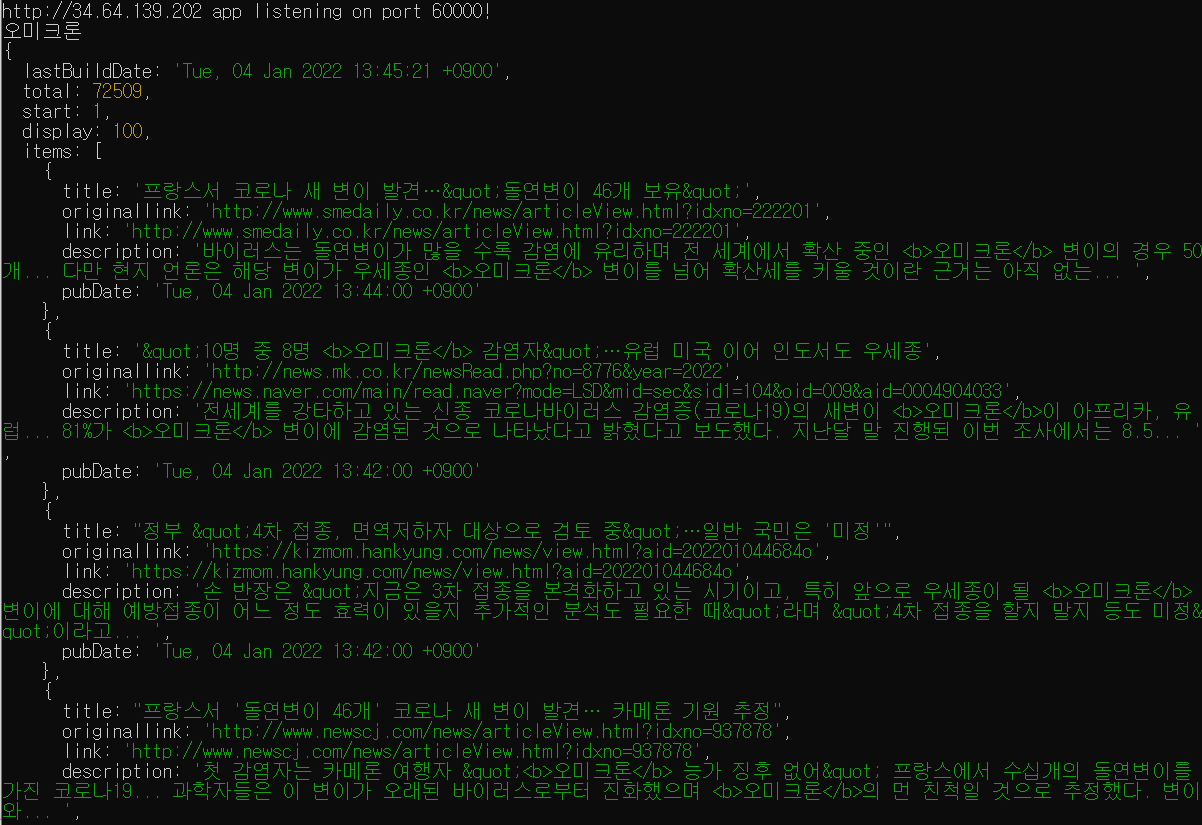 http://34.64.139.202 app listening on port 60000!
오미크론
{
  lastBuildDate: 'Tue, 04 Jan 2022 13:45:21 +0900',
  total: 72509,
  start: 1,
  display: 100,
  items: [
    {
      title: '프랑스서 코로나 새 변이 발견…&quot;돌연변이 46개 보유&quot;',
      originallink: 'http://www.smedaily.co.kr/news/articleView.html?idxno=222201',
      link: 'http://www.smedaily.co.kr/news/articleView.html?idxno=222201',
      description: '바이러스는 돌연변이가 많을 수록 감염에 유리하며 전 세계에서 확산 중인 <b>오미크론</b> 변이의 경우 50
개... 다만 현지 언론은 해당 변이가 우세종인 <b>오미크론</b> 변이를 넘어 확산세를 키울 것이란 근거는 아직 없는... ',
      pubDate: 'Tue, 04 Jan 2022 13:44:00 +0900'
    },
    {
      title: '&quot;10명 중 8명 <b>오미크론</b> 감염자&quot;…유럽 미국 이어 인도서도 우세종',
      originallink: 'http://news.mk.co.kr/newsRead.php?no=8776&year=2022',
      link: 'https://news.naver.com/main/read.naver?mode=LSD&mid=sec&sid1=104&oid=009&aid=0004904033',
      description: '전세계를 강타하고 있는 신종 코로나바이러스 감염증(코로나19)의 새변이 <b>오미크론</b>이 아프리카, 유
럽... 81%가 <b>오미크론</b> 변이에 감염된 것으로 나타났다고 밝혔다고 보도했다. 지난달 말 진행된 이번 조사에서는 8.5... '
,
      pubDate: 'Tue, 04 Jan 2022 13:42:00 +0900'
    },
    {
      title: "정부 &quot;4차 접종, 면역저하자 대상으로 검토 중&quot;…일반 국민은 '미정'",
      originallink: 'https://kizmom.hankyung.com/news/view.html?aid=202201044684o',
      link: 'https://kizmom.hankyung.com/news/view.html?aid=202201044684o',
      description: '손 반장은 &quot;지금은 3차 접종을 본격화하고 있는 시기이고, 특히 앞으로 우세종이 될 <b>오미크론</b>
변이에 대해 예방접종이 어느 정도 효력이 있을지 추가적인 분석도 필요한 때&quot;라며 &quot;4차 접종을 할지 말지 등도 미정&
quot;이라고... ',
      pubDate: 'Tue, 04 Jan 2022 13:42:00 +0900'
    },
    {
      title: "프랑스서 '돌연변이 46개' 코로나 새 변이 발견… 카메론 기원 추정",
      originallink: 'http://www.newscj.com/news/articleView.html?idxno=937878',
      link: 'http://www.newscj.com/news/articleView.html?idxno=937878',
      description: '첫 감염자는 카메론 여행자 &quot;<b>오미크론</b> 능가 징후 없어&quot; 프랑스에서 수십개의 돌연변이를
가진 코로나19... 과학자들은 이 변이가 오래된 바이러스로부터 진화했으며 <b>오미크론</b>의 먼 친척일 것으로 추정했다. 변이
와... ',